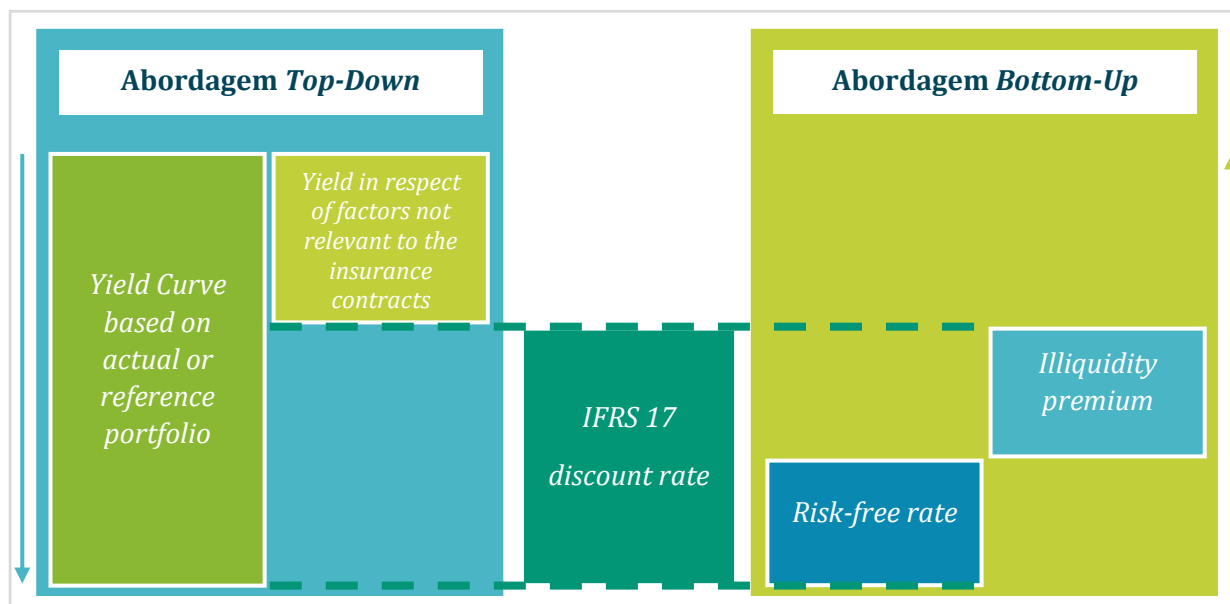 Abordagem Top-Down
Yield Curve
based on
actual or
reference
portfolio
Yield in respect
of factors not
relevant to the
insurance
contracts
IFRS 17
discount rate
Abordagem Bottom-Up
Illiquidity
premium
Risk-free rate